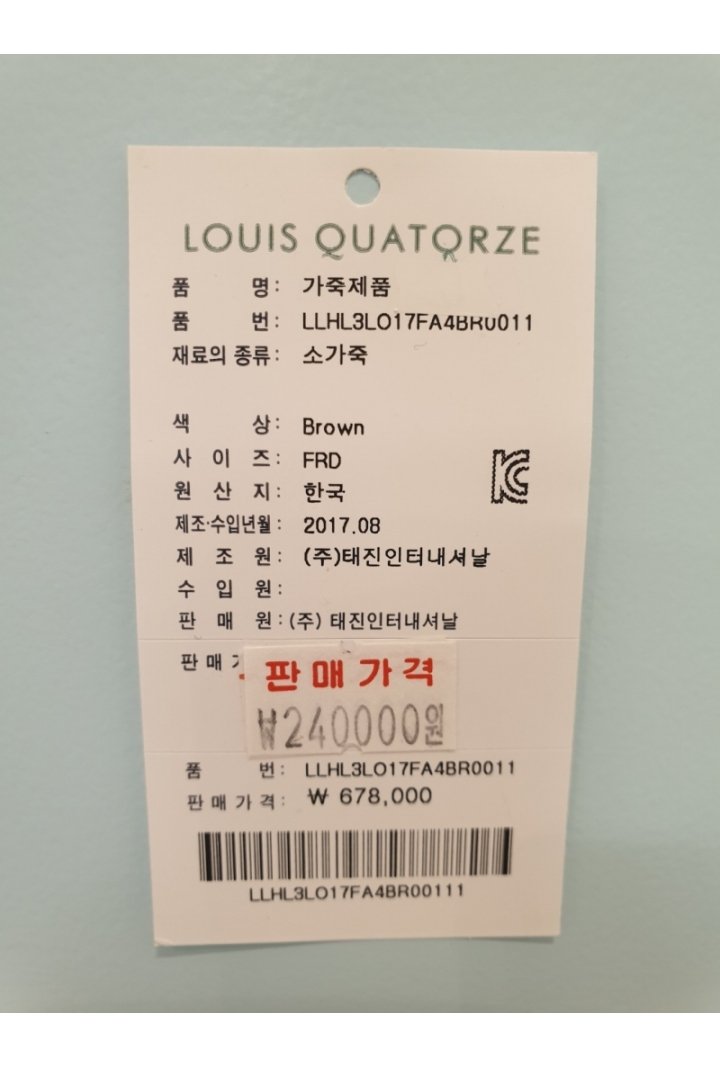 LOUIS QUATORZE
품 명: 가죽제품
품 번: LLHL3LO17FA4BR0011
재료의 종류: 소가죽
색 상: Brown
사 이 즈: FRD
원 산 지: 한국
제조·수입년월: 2017.08
제 조 원: (주)태진인터내셔날
수 입 원:
판 매 원: (주) 태진인터내셔날
판 매
판매가격
₩240000원
품 번: LLHL3LO17FA4BR0011
판 매 가 격: ₩ 678,000
LLHL3LO17FA4BR00111